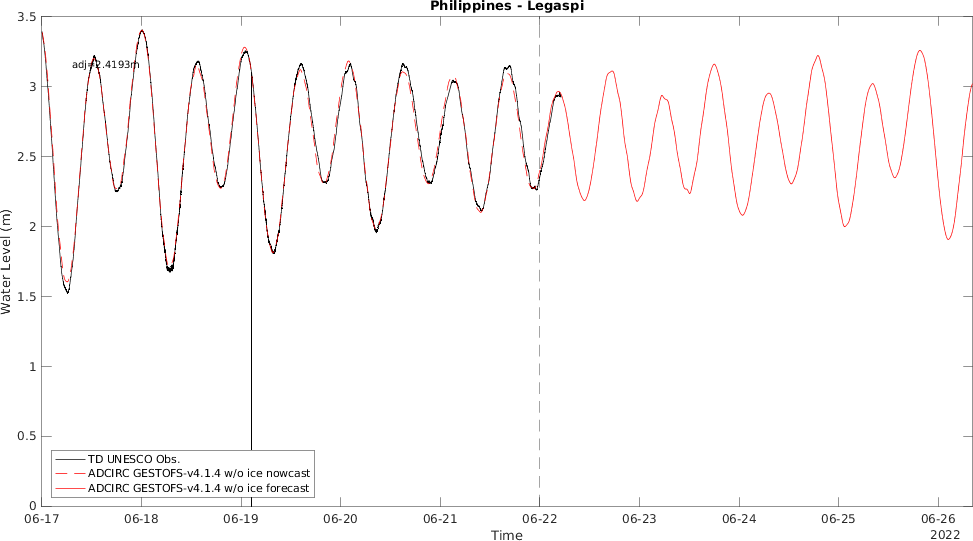 Philippines - Legaspi
3.5
adj=2.4193m
3
2.5
2
1.5
1
0.5
0
Water Level (m)
TD UNESCO Obs.
ADCIRC GESTOFS-v4.1.4 w/o ice nowcast
ADCIRC GESTOFS-v4.1.4 w/o ice forecast
06-17 06-18 06-19 06-20 06-21 06-22 06-23 06-24 06-25 06-26
Time
2022